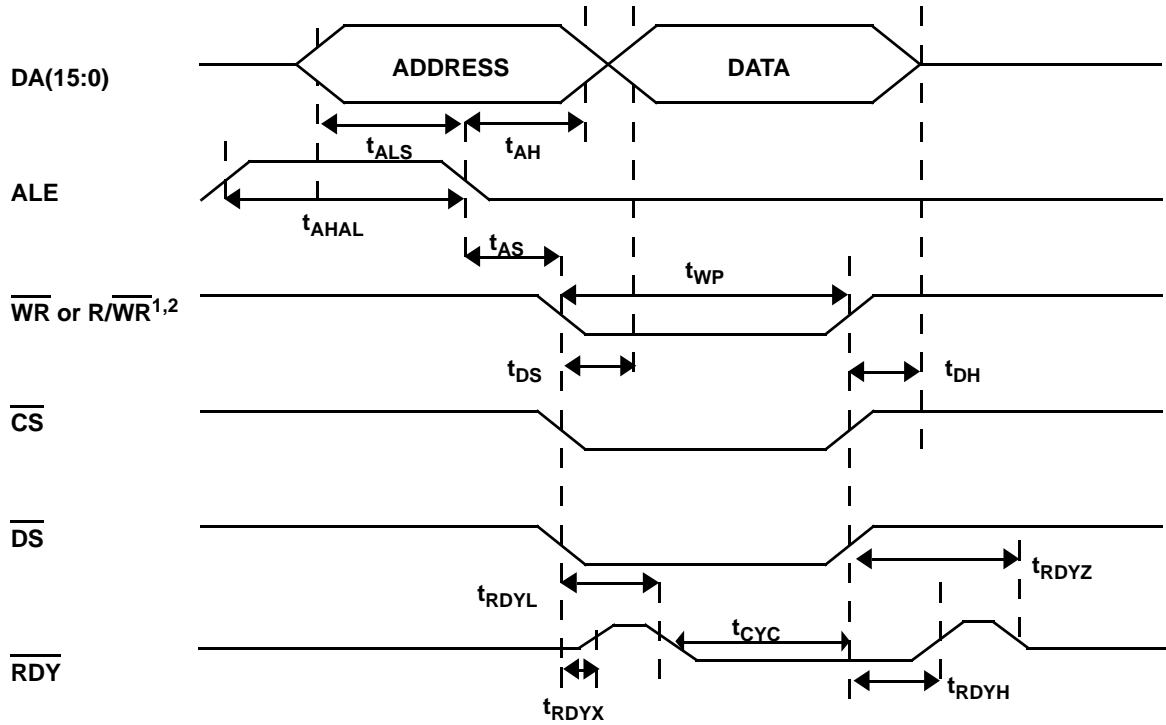 DA(15:0)
ADDRESS
DATA
tALS
tAH
ALE
tAHAL
tAS
tWP
WR or R/WR1,2
tDS
tDH
CS
DS
tRDYL
tRDYZ
tCYC
RDY
tRDYX
tRDYH